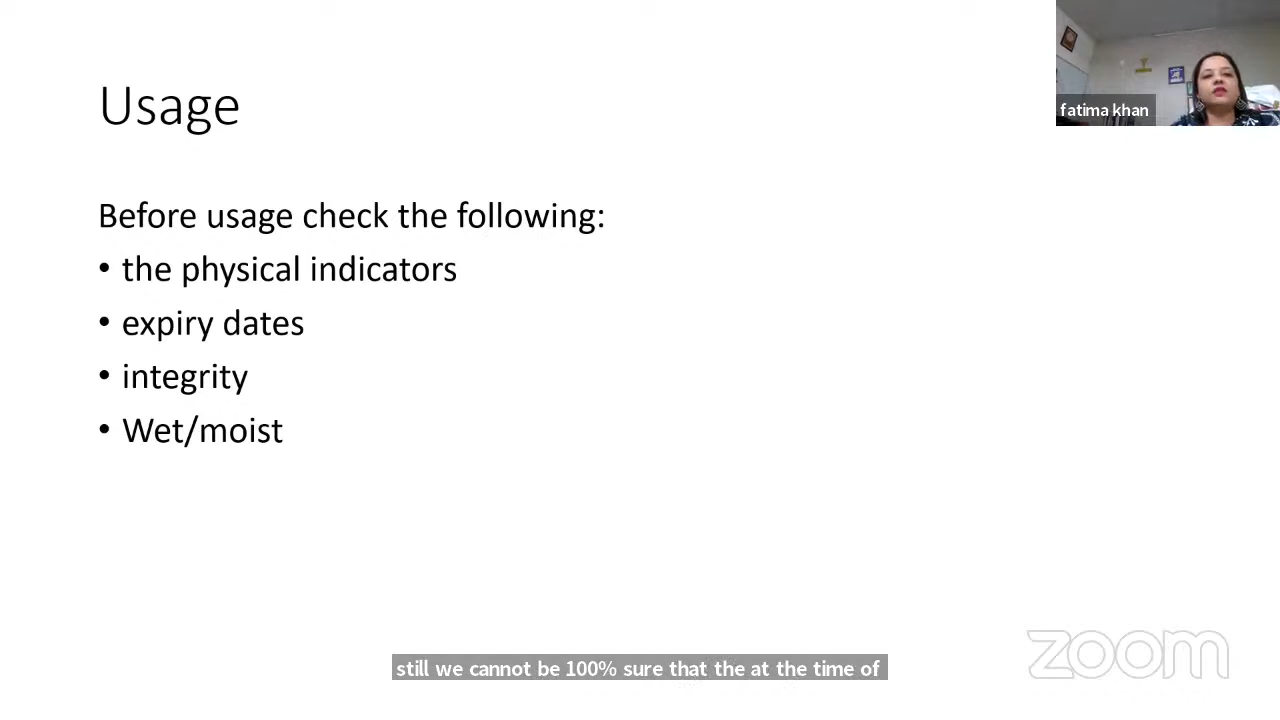 Usage
fatima khan
Before usage check the following:
• the physical indicators
• expiry dates
• integrity
• Wet/moist
zoom
still we cannot be 100% sure that the at the time of